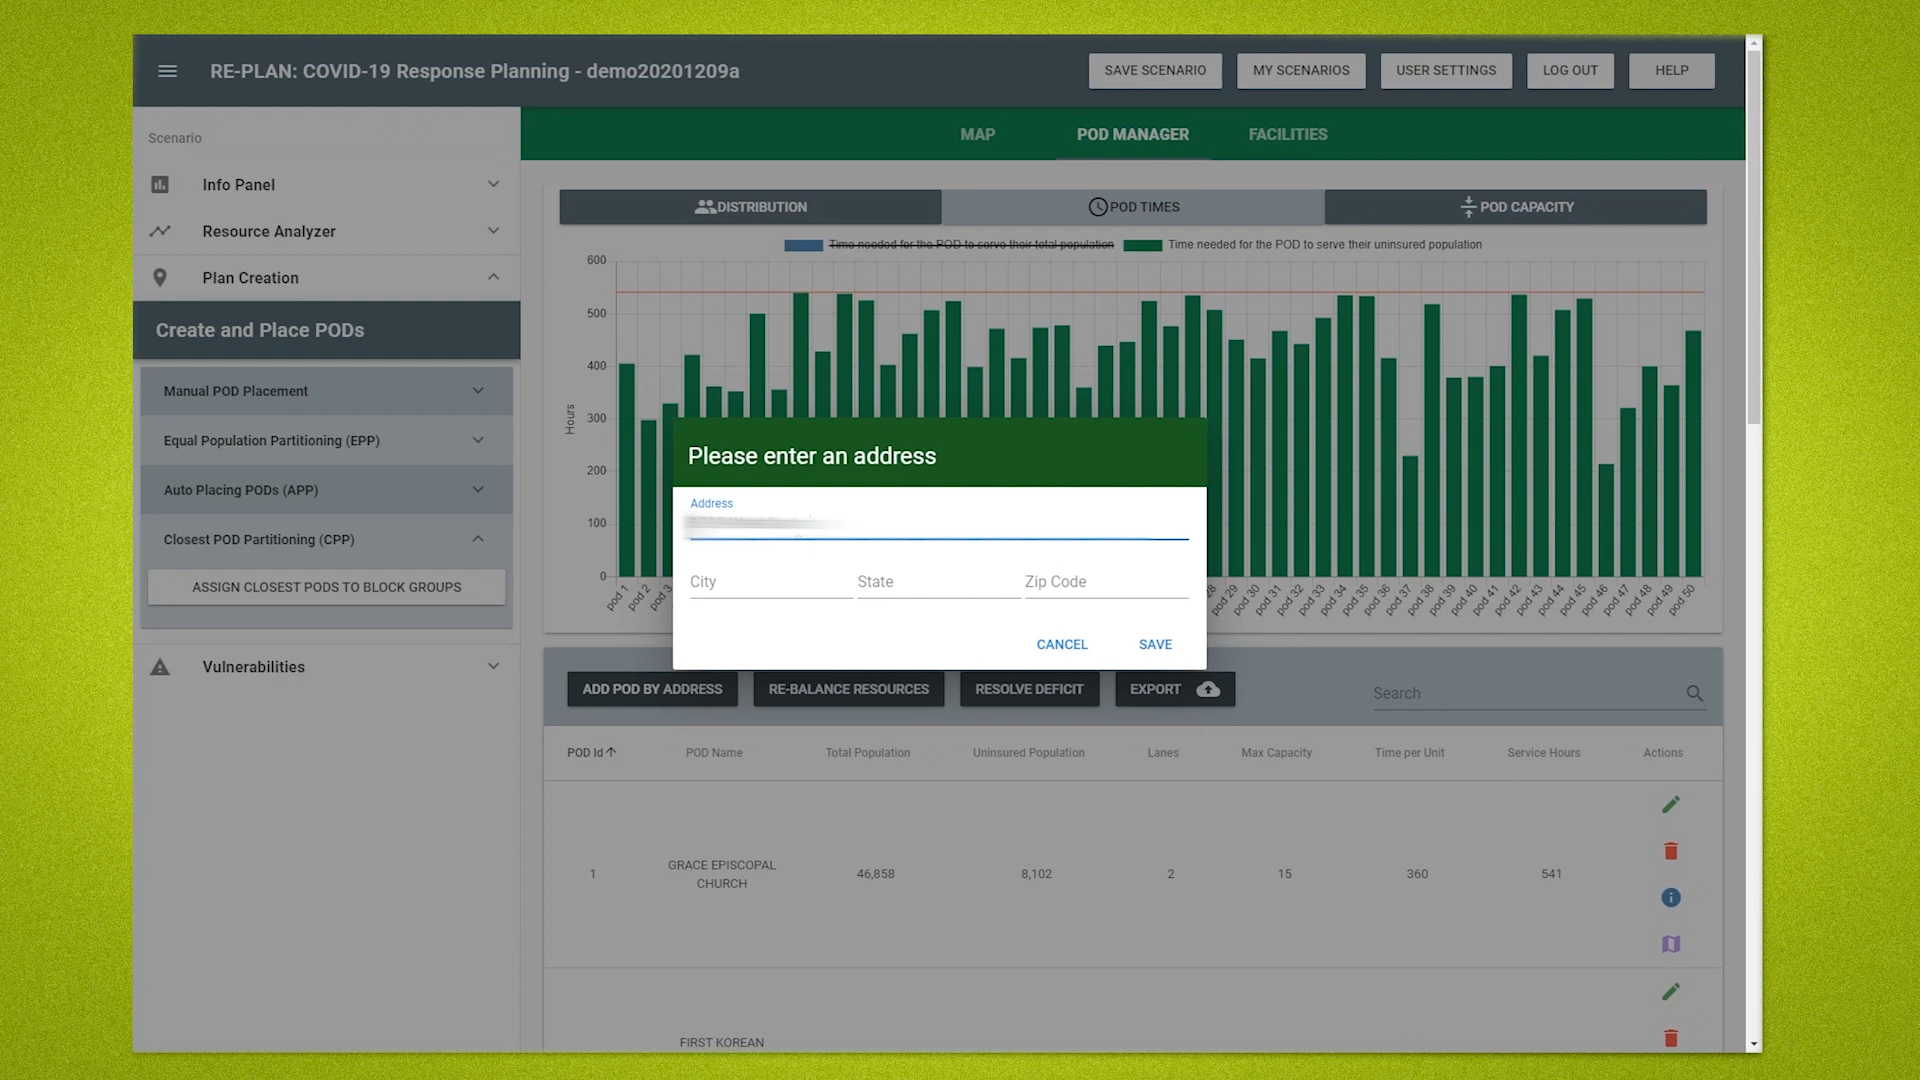 RE-PLAN: COVID-19 Response Planning - demo20201209a
SAVE SCENARIO
MY SCENARIOS
USER SETTINGS
LOG OUT
HELP
Scenario
Info Panel
Resource Analyzer
Plan Creation
Create and Place PODs
Manual POD Placement
Equal Population Partitioning (EPP)
Auto Placing PODs (APP)
Closest POD Partitioning (CPP)
ASSIGN CLOSEST PODS TO BLOCK GROUPS
Vulnerabilities
MAP
POD MANAGER
FACILITIES
DISTRIBUTION
POD TIMES
POD CAPACITY
Time needed for the POD to serve their total population
Time needed for the POD to serve their uninsured population
Hours
600
500
400
300
200
100
0
pod 1
pod 2
pod 3
28
pod 29
pod 30
pod 31
pod 32
pod 33
pod 34
pod 35
pod 36
pod 37
pod 38
pod 39
pod 40
pod 41
pod 42
pod 43
pod 44
pod 45
pod 46
pod 47
pod 48
pod 49
pod 50
Please enter an address
Address
City
State
Zip Code
CANCEL
SAVE
ADD POD BY ADDRESS
RE-BALANCE RESOURCES
RESOLVE DEFICIT
EXPORT
Search
POD Id
POD Name
Total Population
Uninsured Population
Lanes
Max Capacity
Time per Unit
Service Hours
Actions
1
GRACE EPISCOPAL
CHURCH
46,858
8,102
2
15
360
541
FIRST KOREAN